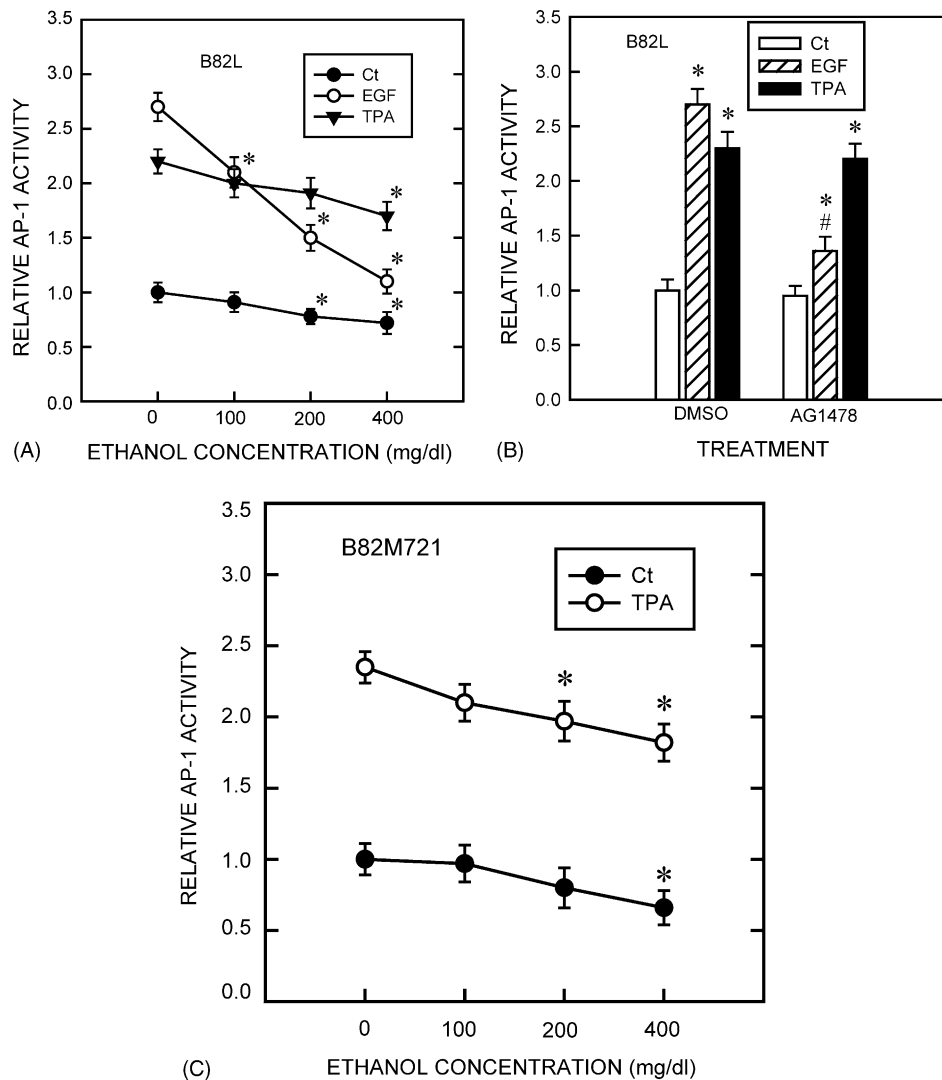 RELATIVE AP-1 ACTIVITY
3.5
3.0
2.5
2.0
1.5
1.0
0.5
0.0
B82L
Ct
EGF
TPA
*
*
*
*
*
*
0 100 200 400
(A) ETHANOL CONCENTRATION (mg/dl)
RELATIVE AP-1 ACTIVITY
3.5
3.0
2.5
2.0
1.5
1.0
0.5
0.0
B82L
Ct
EGF
TPA
*
*
*
*
#
DMSO AG1478
(B) TREATMENT
RELATIVE AP-1 ACTIVITY
3.5
3.0
2.5
2.0
1.5
1.0
0.5
0.0
B82M721
Ct
TPA
*
*
*
0 100 200 400
(C) ETHANOL CONCENTRATION (mg/dl)